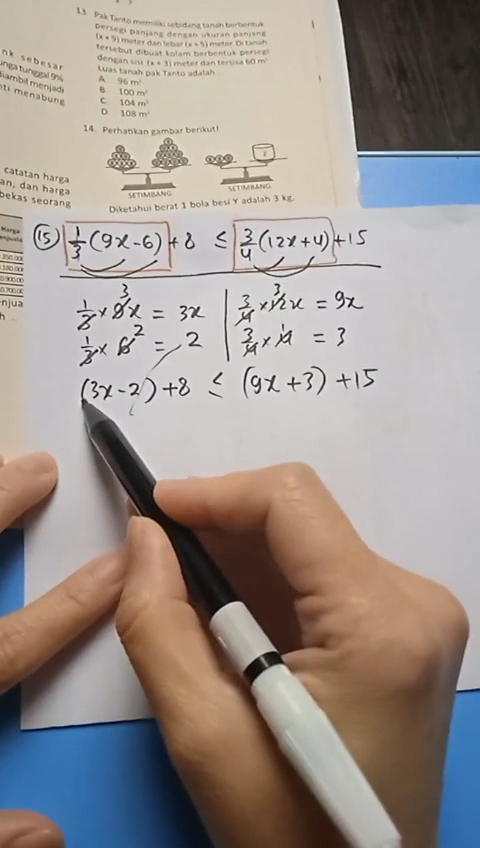 13. Pak Tanto memiliki sebidang tanah berbentuk
persegi panjang dengan ukuran panjang
(x + 9) meter dan lebar (x + 5) meter. Di tanah
tersebut dibuat kolam berbentuk persegi
dengan sisi (x + 3) meter dan tersisa 60 m²
Luas tanah pak Tanto adalah
A. 96 m²
B. 100 m²
C. 104 m²
D. 108 m²
14. Perhatikan gambar berikut!
SETIMBANG SETIMBANG
Diketahui berat 1 bola besi Y adalah 3 kg.
nk sebesar
unga tunggal 9%
diambil menjadi
nti menabung
catatan harga
an, dan harga
bekas seorang
Harga
njua
15) 1/3 (9x-6) + 8 ≤ 3/4 (12x+4) + 15
1/3 × 9x = 3x | 3/4 × 12x = 9x
3 3
1/3 × 6 = 2 | 3/4 × 4 = 3
2 1
(3x-2) + 8 ≤ (9x+3) + 15